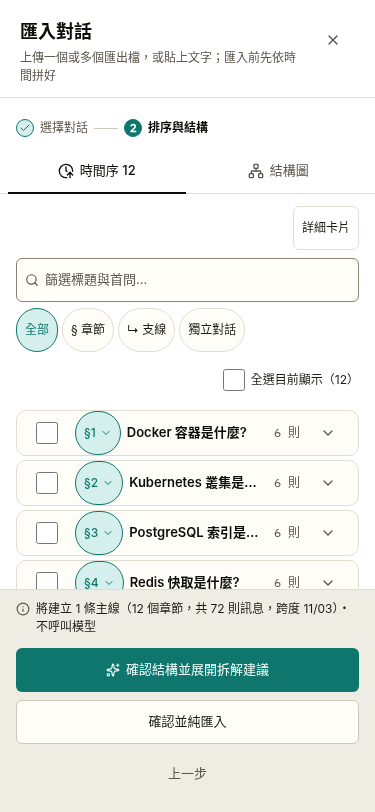 匯入對話
上傳一個或多個匯出檔，或貼上文字；匯入前先依時
間拼好
選擇對話
2 排序與結構
時間序 12
結構圖
詳細卡片
篩選標題與首問...
全部
§ 章節
支線
獨立對話
全選目前顯示（12）
§1 Docker 容器是什麼? 6 則
§2 Kubernetes 叢集是... 6 則
§3 PostgreSQL 索引是... 6 則
§4 Redis 快取是什麼? 6 則
將建立 1 條主線（12 個章節，共 72 則訊息，跨度 11/03）·
不呼叫模型
確認結構並展開拆解建議
確認並純匯入
上一步